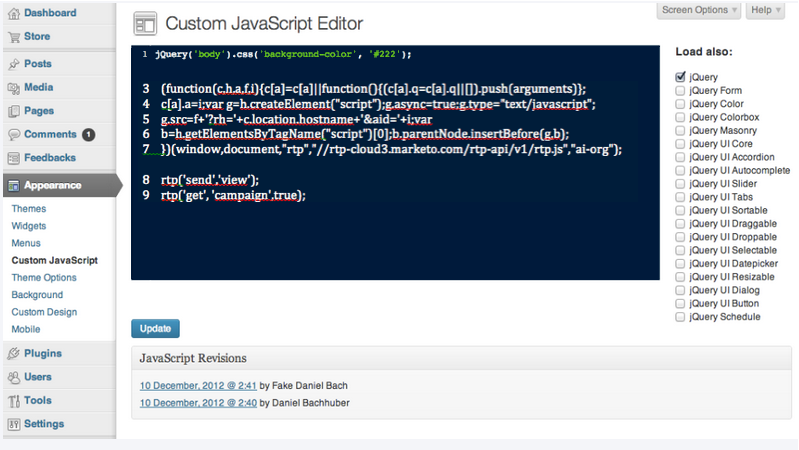 Screen Options ▾ Help ▾
Dashboard
Store
Posts
Media
Pages
Comments 1
Feedbacks
Appearance
Themes
Widgets
Menus
Custom JavaScript
Theme Options
Background
Custom Design
Mobile
Plugins
Users
Tools
Settings
Custom JavaScript Editor
1 jQuery('body').css('background-color', '#222');
3 (function(c,h,a,f,i){c[a]=c[a]||function(){(c[a].q=c[a].q||[]).push(arguments)};
4 c[a].a=i;var g=h.createElement("script");g.async=true;g.type="text/javascript";
5 g.src=f+'?rh='+c.location.hostname+'&aid='+i;var
6 b=h.getElementsByTagName("script")[0];b.parentNode.insertBefore(g,b);
7 })(window,document,"rtp","//rtp-cloud3.marketo.com/rtp-api/v1/rtp.js","ai-org");
8 rtp('send','view');
9 rtp('get', 'campaign',true);
Update
JavaScript Revisions
10 December, 2012 @ 2:41 by Fake Daniel Bach
10 December, 2012 @ 2:40 by Daniel Bachhuber
Load also:
jQuery
jQuery Form
jQuery Color
jQuery Colorbox
jQuery Masonry
jQuery UI Core
jQuery UI Accordion
jQuery UI Autocomplete
jQuery UI Slider
jQuery UI Tabs
jQuery UI Sortable
jQuery UI Draggable
jQuery UI Droppable
jQuery UI Selectable
jQuery UI Datepicker
jQuery UI Resizable
jQuery UI Dialog
jQuery UI Button
jQuery Schedule